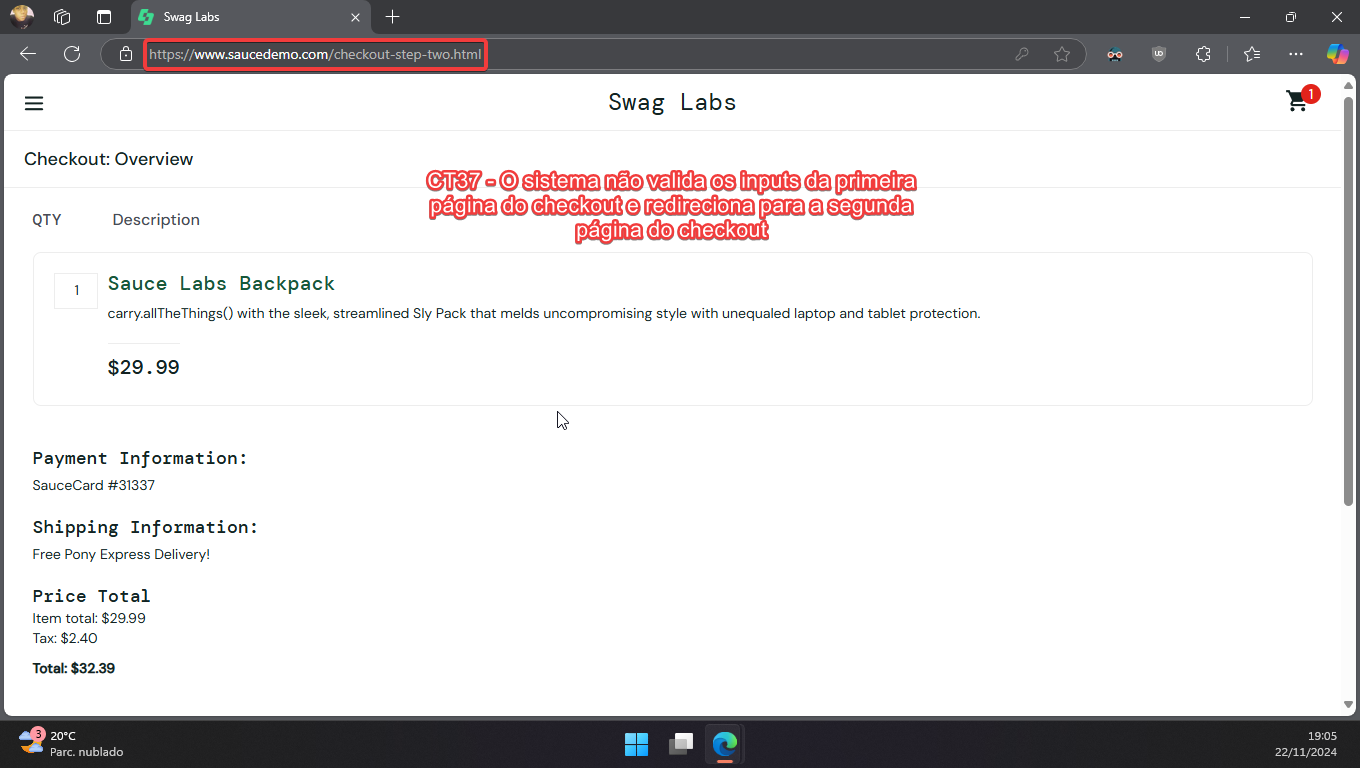 Swag Labs
https://www.saucedemo.com/checkout-step-two.html
UO
Swag Labs
1
Checkout: Overview
CT37 - O sistema não valida os inputs da primeira
página do checkout e redireciona para a segunda
página do checkout
QTY Description
1
Sauce Labs Backpack
carry.allTheThings() with the sleek, streamlined Sly Pack that melds uncompromising style with unequaled laptop and tablet protection.
$29.99
Payment Information:
SauceCard #31337
Shipping Information:
Free Pony Express Delivery!
Price Total
Item total: $29.99
Tax: $2.40
Total: $32.39
3
20°C
Parc. nublado
19:05
22/11/2024